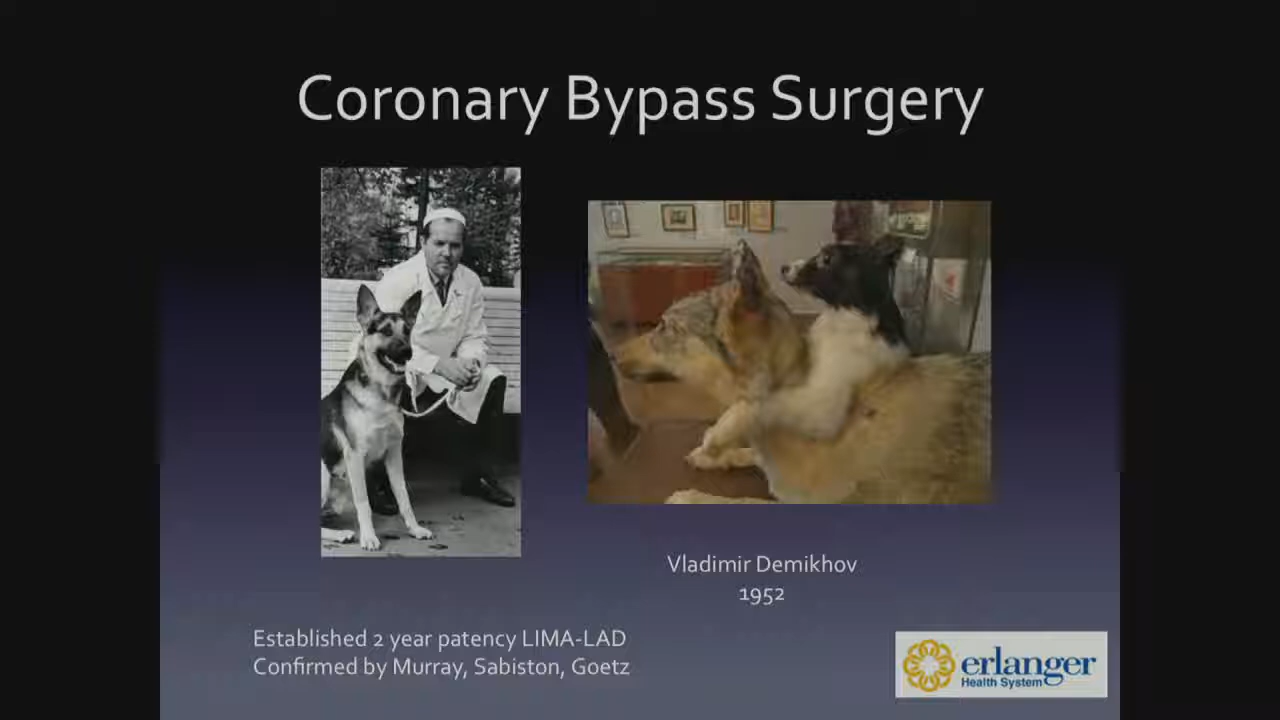 Coronary Bypass Surgery
Vladimir Demikhov
1952
Established 2 year patency LIMA-LAD
Confirmed by Murray, Sabiston, Goetz
erlanger
Health System